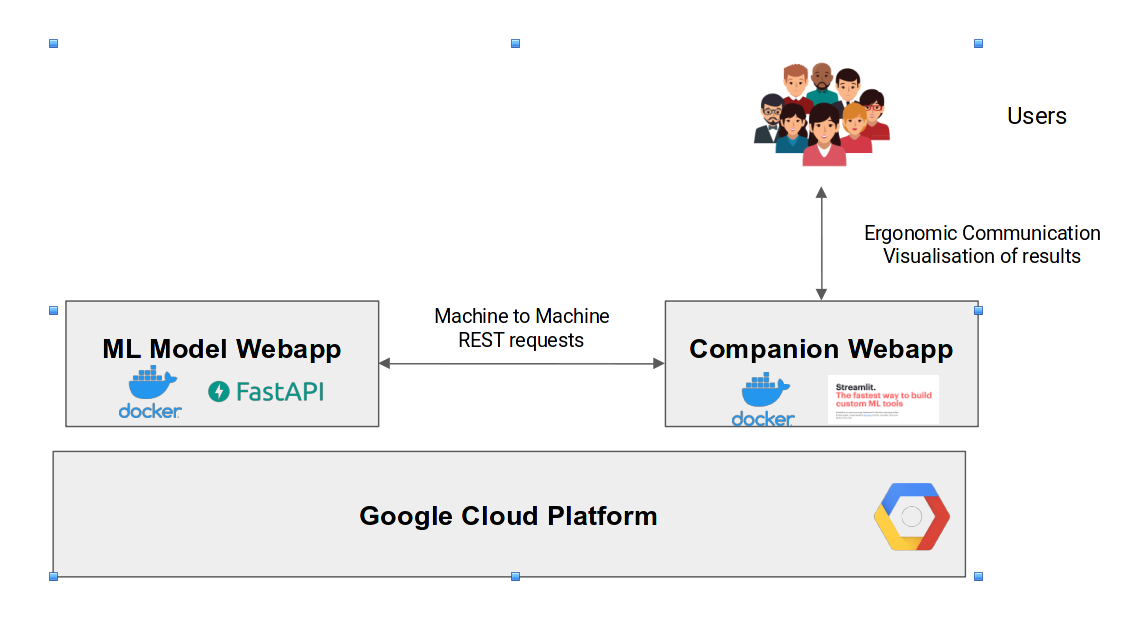 Users
Ergonomic Communication
Visualisation of results
Machine to Machine
REST requests
ML Model Webapp
docker
FastAPI
Companion Webapp
docker
Streamlit.
The fastest way to build
custom ML tools
Google Cloud Platform